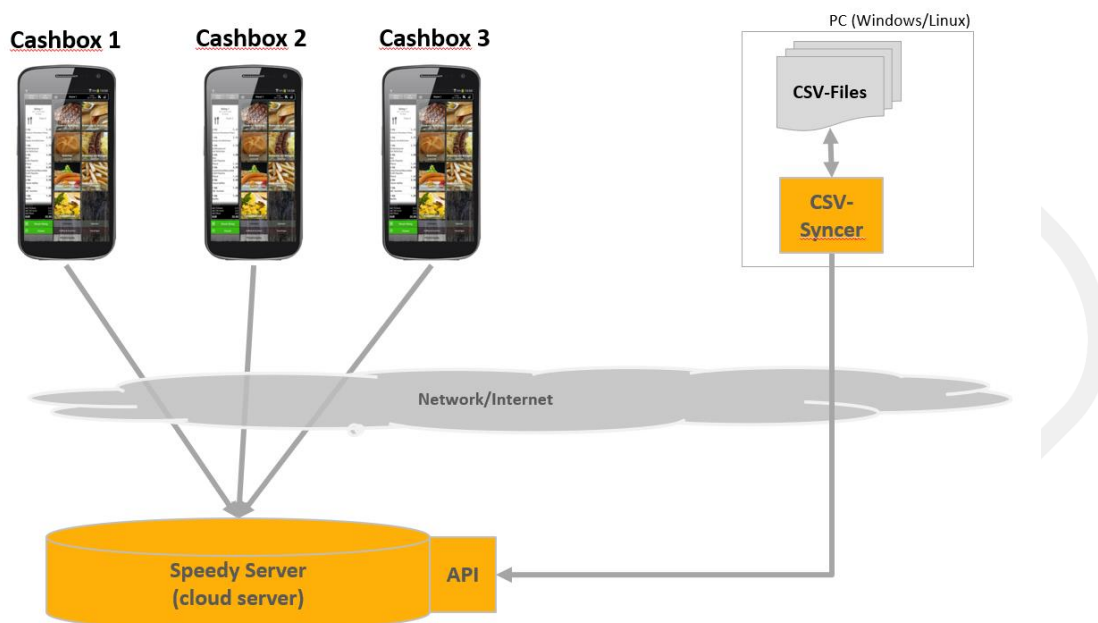 PC (Windows/Linux)
Cashbox 1
Cashbox 2
Cashbox 3
CSV-Files
CSV-
Syncer
Network/Internet
Speedy Server
(cloud server)
API